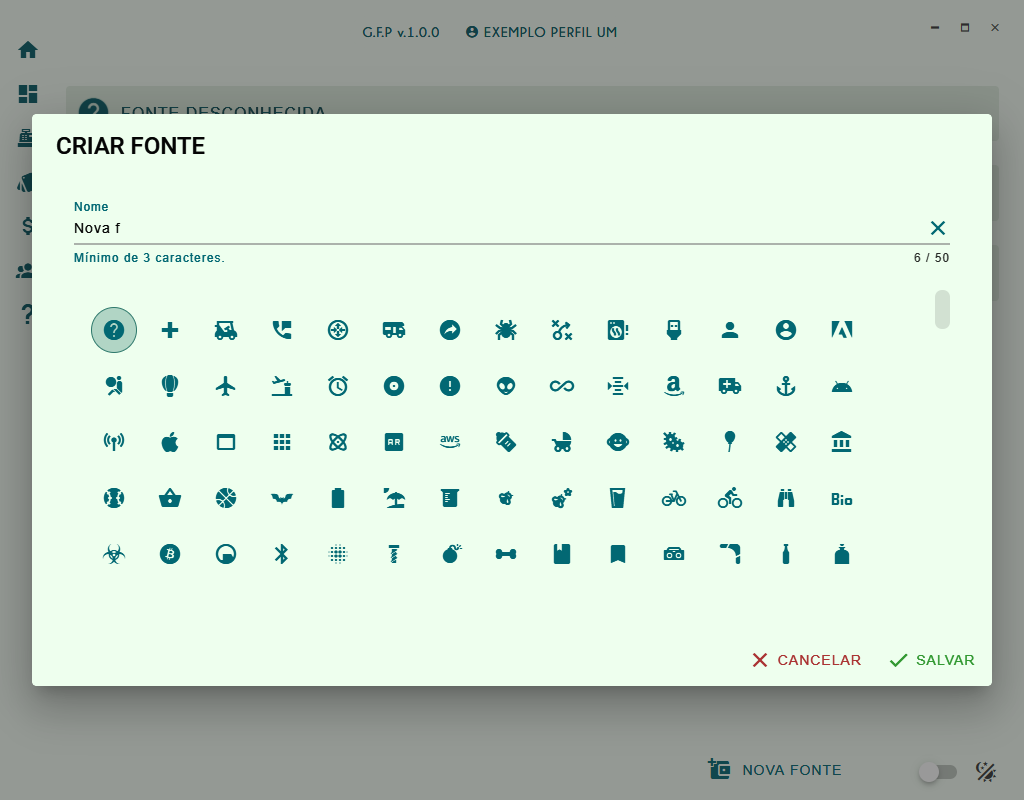 G.F.P v.1.0.0 EXEMPLO PERFIL UM
FONTE DESCONHECIDA
CRIAR FONTE
Nome
Nova f
Mínimo de 3 caracteres.
6 / 50
AR
aws
Bio
CANCELAR
SALVAR
NOVA FONTE